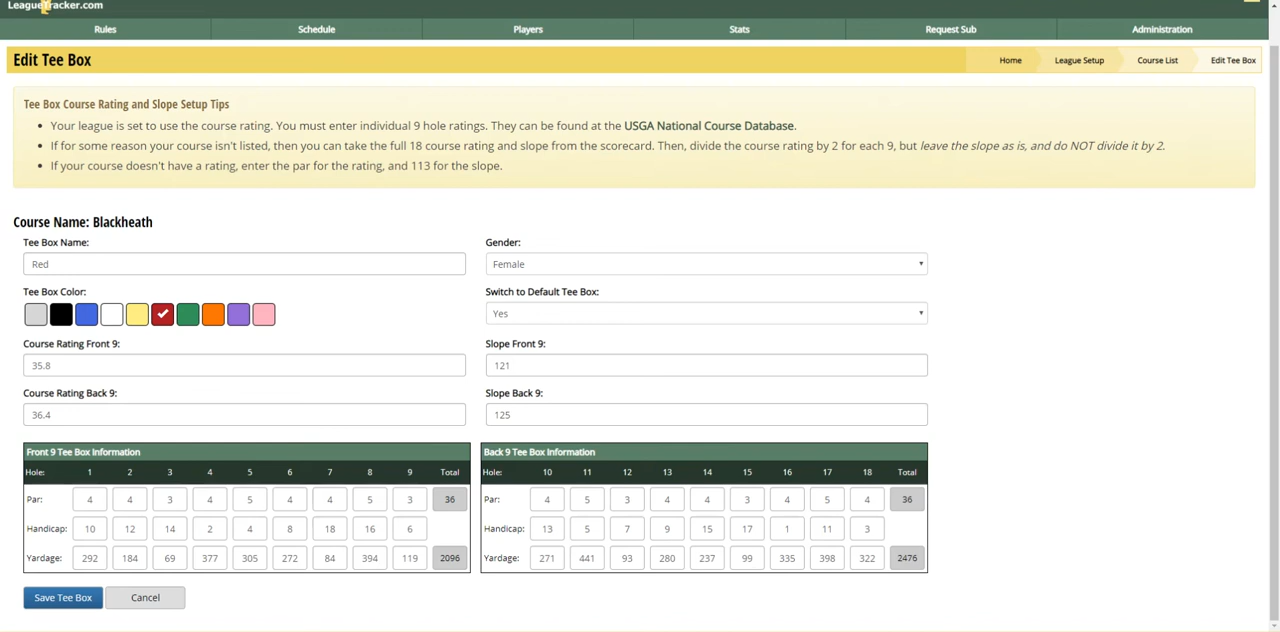 LeagueTracker.com
Rules Schedule Players Stats Request Sub Administration
Edit Tee Box Home League Setup Course List Edit Tee Box
Tee Box Course Rating and Slope Setup Tips
• Your league is set to use the course rating. You must enter individual 9 hole ratings. They can be found at the USGA National Course Database.
• If for some reason your course isn't listed, then you can take the full 18 course rating and slope from the scorecard. Then, divide the course rating by 2 for each 9, but leave the slope as is, and do NOT divide it by 2.
• If your course doesn't have a rating, enter the par for the rating, and 113 for the slope.
Course Name: Blackheath
Tee Box Name: Gender:
Red Female
Tee Box Color: Switch to Default Tee Box:
Yes
Course Rating Front 9: Slope Front 9:
35.8 121
Course Rating Back 9: Slope Back 9:
36.4 125
Front 9 Tee Box Information
Hole: 1 2 3 4 5 6 7 8 9 Total
Par: 4 4 3 4 5 4 4 5 3 36
Handicap: 10 12 14 2 4 8 18 16 6
Yardage: 292 184 69 377 305 272 84 394 119 2096
Back 9 Tee Box Information
Hole: 10 11 12 13 14 15 16 17 18 Total
Par: 4 5 3 4 4 3 4 5 4 36
Handicap: 13 5 7 9 15 17 1 11 3
Yardage: 271 441 93 280 237 99 335 398 322 2476
Save Tee Box Cancel